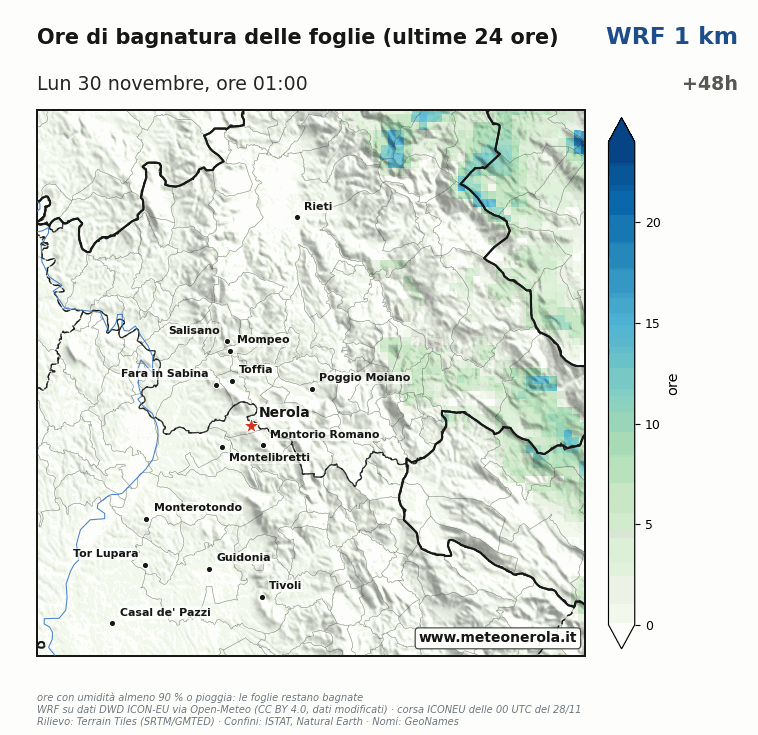 Ore di bagnatura delle foglie (ultime 24 ore)
WRF 1 km
Lun 30 novembre, ore 01:00
+48h
Rieti
Salisano
Mompeo
Fara in Sabina
Toffia
Poggio Moiano
Nerola
Montorio Romano
Montelibretti
Monterotondo
Tor Lupara
Guidonia
Tivoli
Casal de' Pazzi
www.meteonerola.it
20
15
10
5
0
ore
ore con umidità almeno 90 % o pioggia: le foglie restano bagnate
WRF su dati DWD ICON-EU via Open-Meteo (CC BY 4.0, dati modificati) · corsa ICONEU delle 00 UTC del 28/11
Rilievo: Terrain Tiles (SRTM/GMTED) · Confini: ISTAT, Natural Earth · Nomi: GeoNames